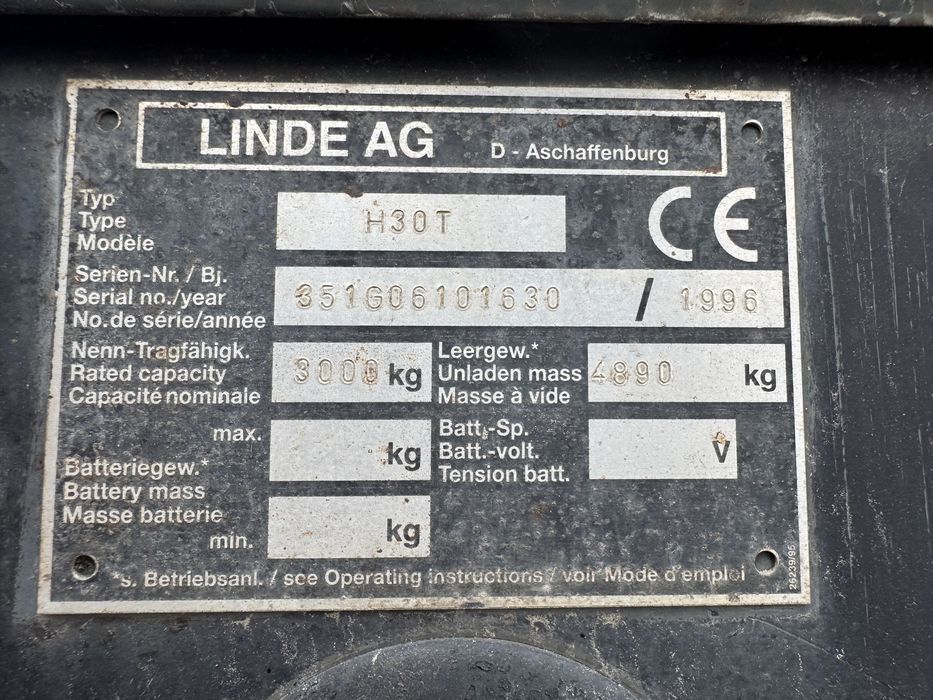 LINDE AG D - Aschaffenburg
Typ
Type
Modèle
H30T
CE
Serien-Nr. / Bj.
Serial no./year
No.de série/année
351G06101630 / 1996
Nenn-Tragfähigk.
Rated capacity
Capacité nominale
3000 kg
Leergew.*
Unladen mass
Masse à vide
4890 kg
max.
kg
Batteriegew.*
Battery mass
Masse batterie
min.
kg
Batt.-Sp.
Batt.-volt.
Tension batt.
V
*s. Betriebsanl. / see Operating instructions / voir Mode d'emploi
26239/95